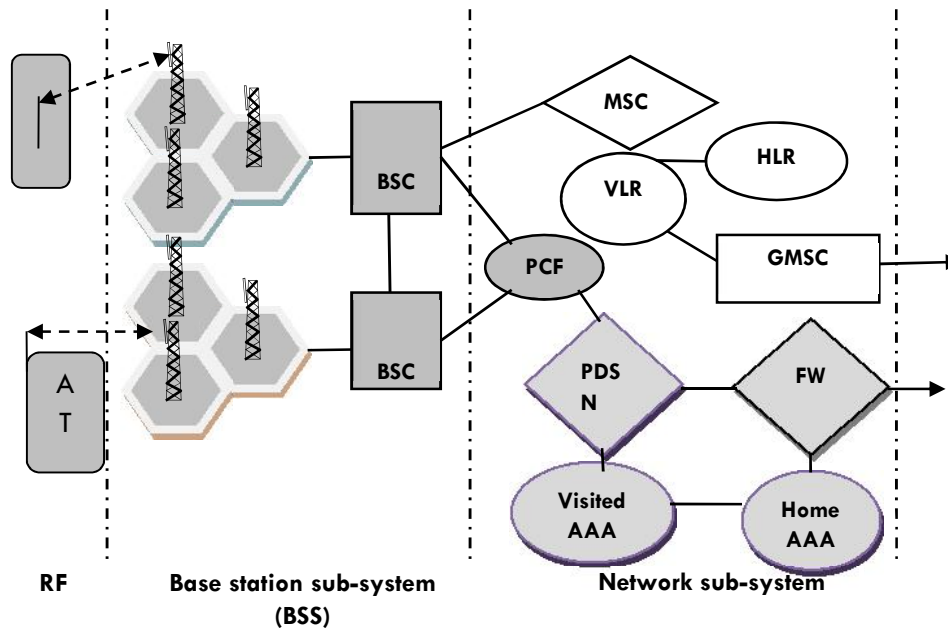 MSC
HLR
VLR
BSC
GMSC
PCF
BSC
A
T
PDS
N
FW
Visited
AAA
Home
AAA
RF
Base station sub-system
(BSS)
Network sub-system